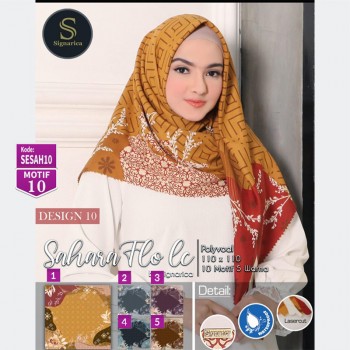 S
Signarica
Kode:
SESAH10
MOTIF
10
DESIGN 10
Sahara Flo lc
Signarica
Polyvoal
110 x 110
10 Motif 5 Warna
1
2
3
4
5
Detail:
Lasercut